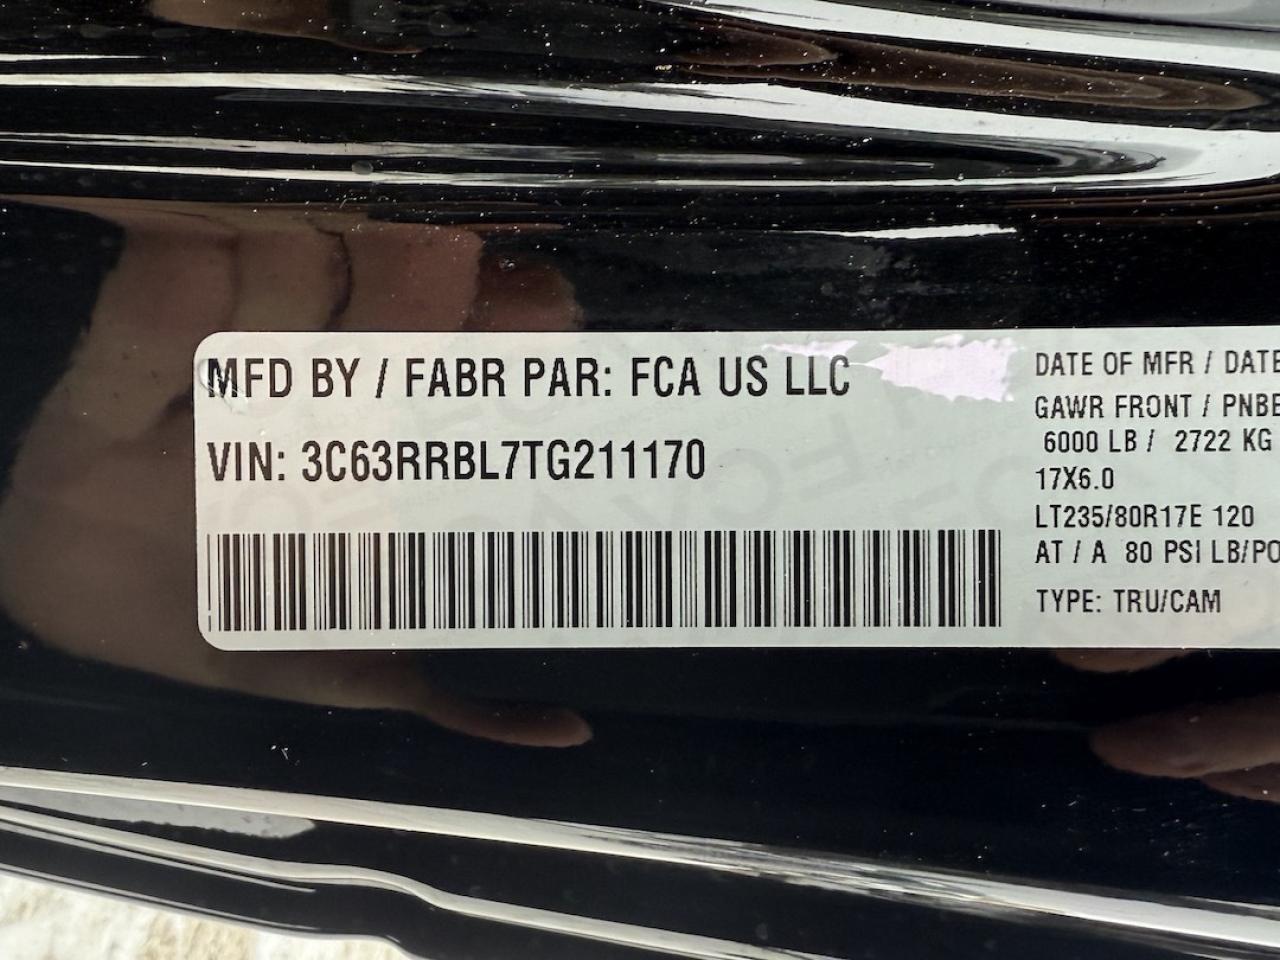 MFD BY / FABR PAR: FCA US LLC
VIN: 3C63RRBL7TG211170
DATE OF MFR / DATE
GAWR FRONT / PNBE
6000 LB / 2722 KG
17X6.0
LT235/80R17E 120
AT / A 80 PSI LB/PO
TYPE: TRU/CAM